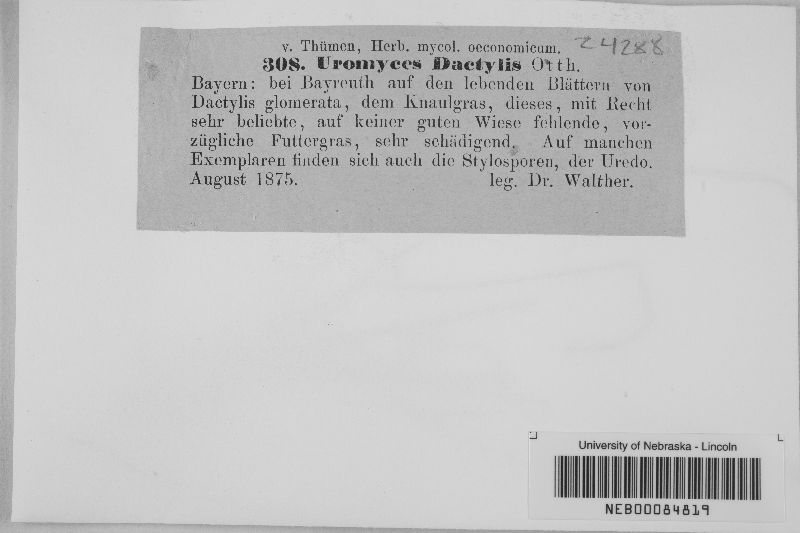 v. Thümen, Herb. mycol. oeconomicum. 24288
308. Uromyces Dactylis Otth.
Bayern: bei Bayreuth auf den lebenden Blättern von
Dactylis glomerata, dem Knaulgras, dieses, mit Recht
sehr beliebte, auf keiner guten Wiese fehlende, vor-
zügliche Futtergras, sehr schädigend. Auf manchen
Exemplaren finden sich auch die Stylosporen, der Uredo.
August 1875. leg. Dr. Walther.
University of Nebraska - Lincoln
NEB00084819